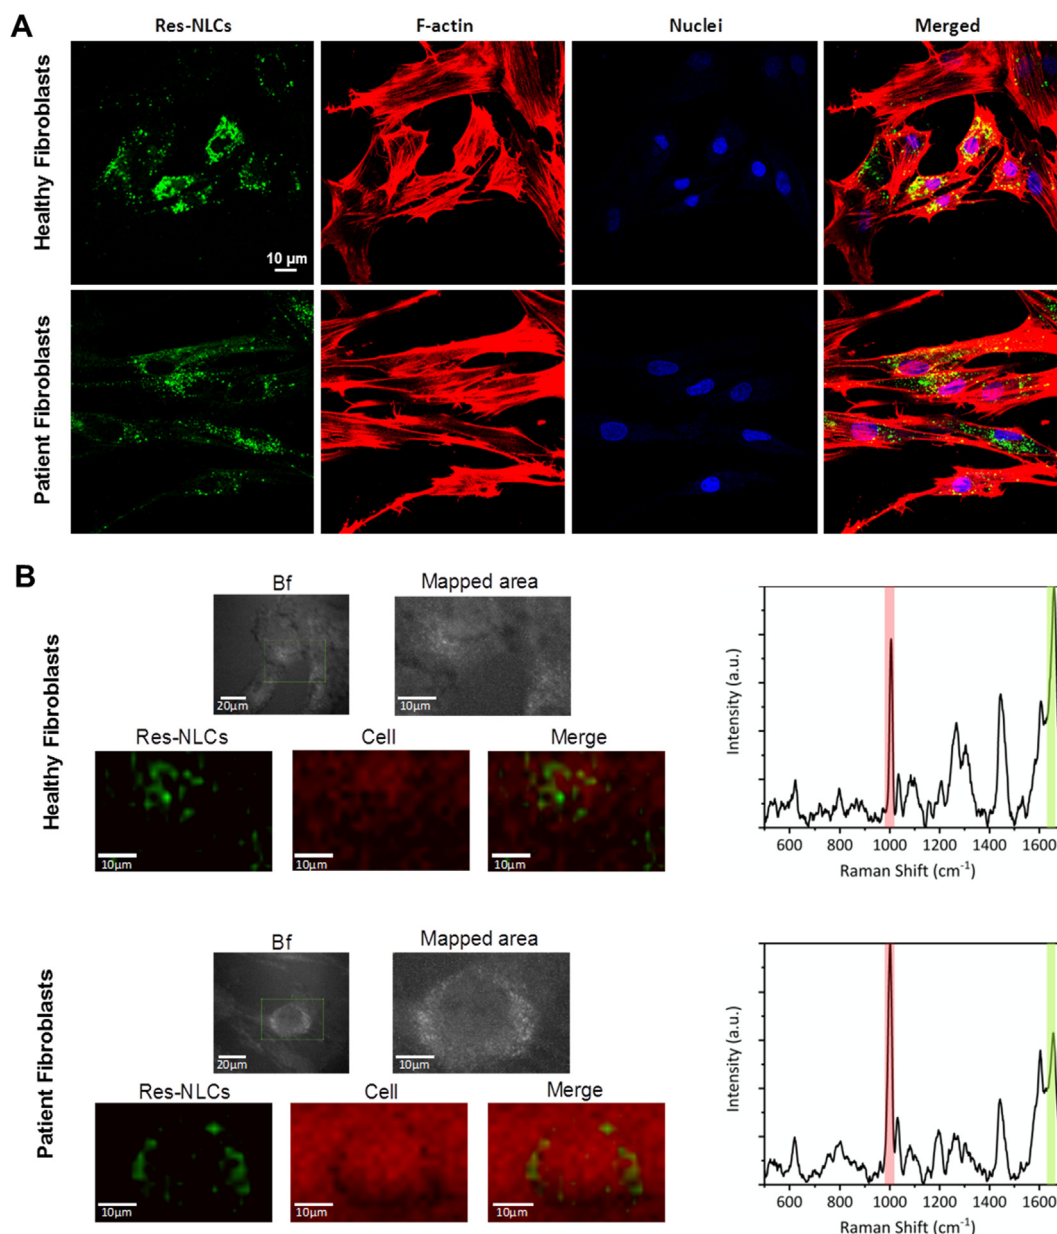 A
Res-NLCs F-actin Nuclei Merged
Healthy Fibroblasts
10 µm
Patient Fibroblasts
B
Healthy Fibroblasts
Bf Mapped area
20µm 10µm
Res-NLCs Cell Merge
10µm 10µm 10µm
Intensity (a.u.)
600 800 1000 1200 1400 1600
Raman Shift (cm⁻¹)
Patient Fibroblasts
Bf Mapped area
20µm 10µm
Res-NLCs Cell Merge
10µm 10µm 10µm
Intensity (a.u.)
600 800 1000 1200 1400 1600
Raman Shift (cm⁻¹)